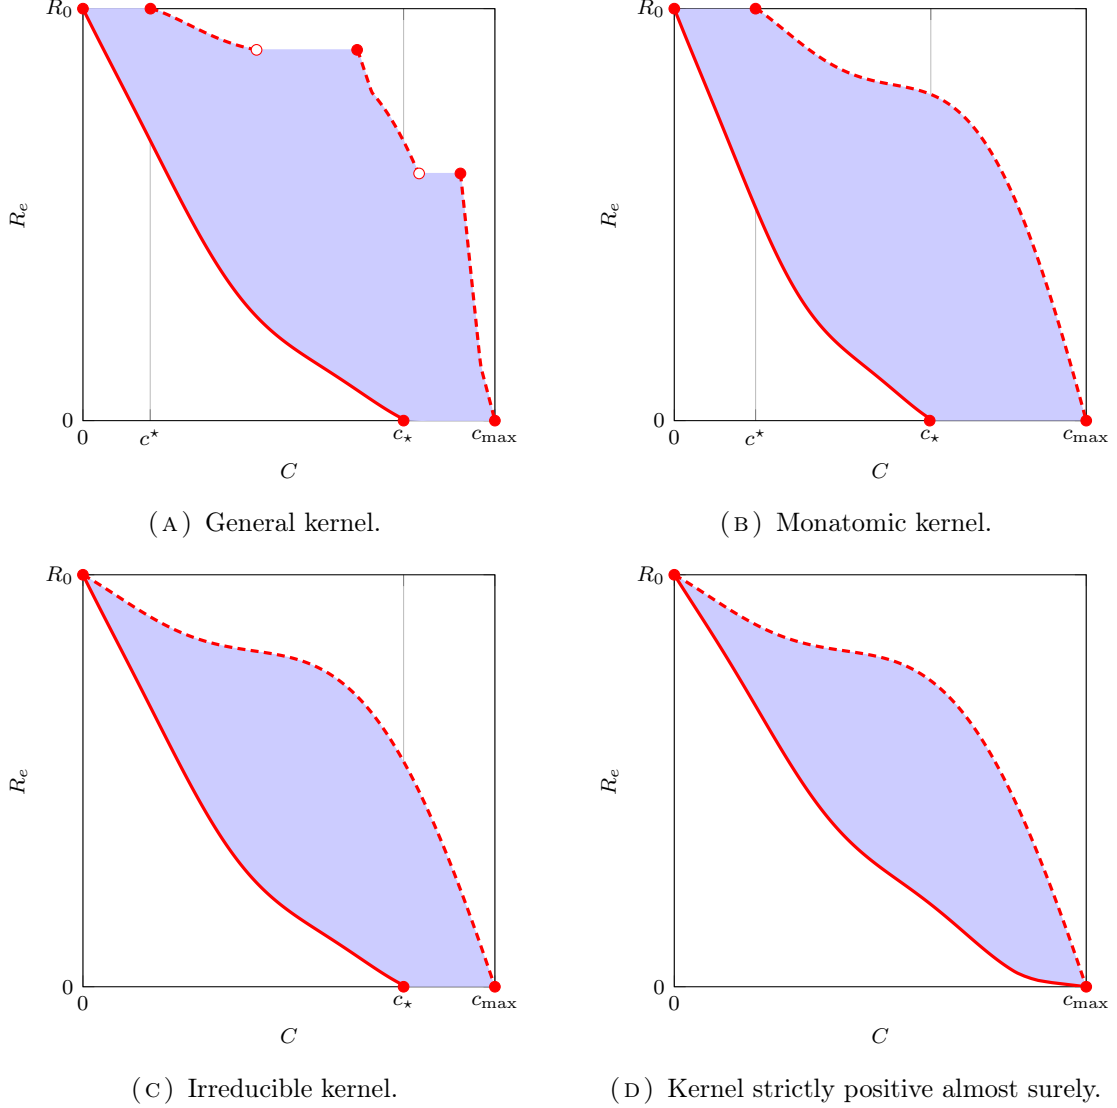 R₀
Rₑ
0
0
c⋆
c⋆
cmax
C
(A) General kernel.
R₀
Rₑ
0
0
c⋆
c⋆
cmax
C
(B) Monatomic kernel.
R₀
Rₑ
0
0
c⋆
cmax
C
(C) Irreducible kernel.
R₀
Rₑ
0
0
cmax
C
(D) Kernel strictly positive almost surely.